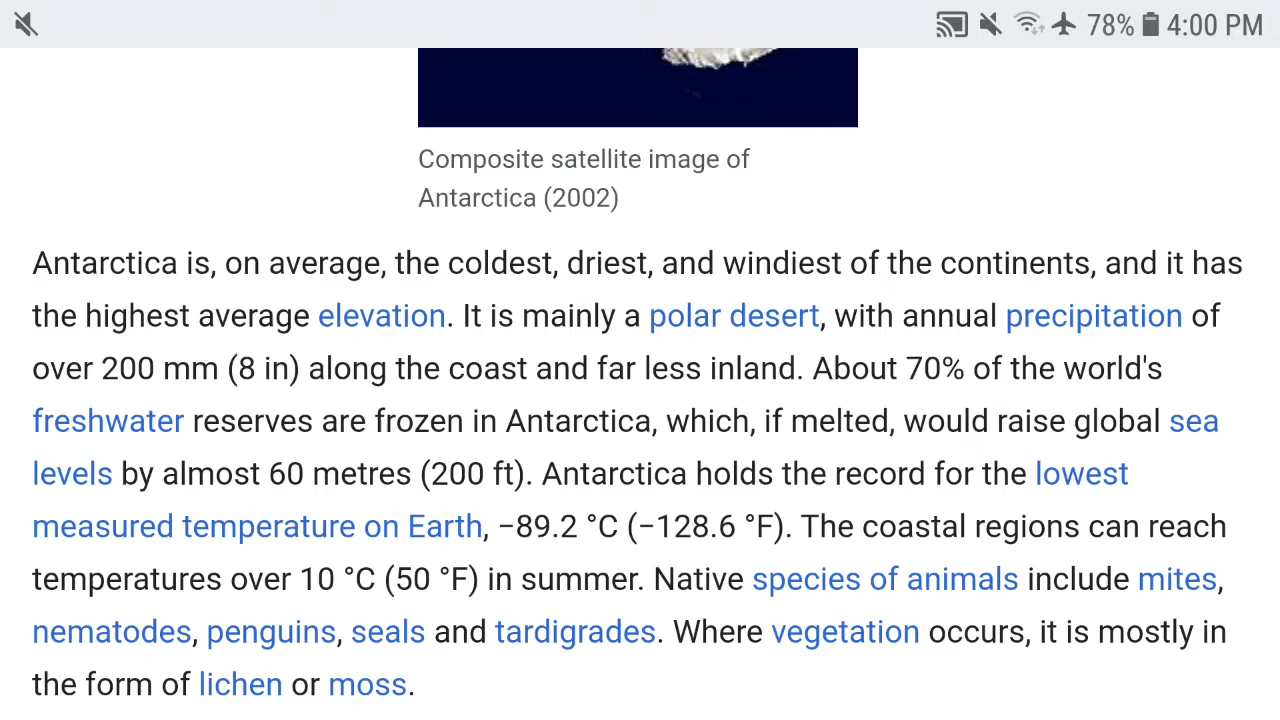 78% 4:00 PM
Composite satellite image of
Antarctica (2002)
Antarctica is, on average, the coldest, driest, and windiest of the continents, and it has
the highest average elevation. It is mainly a polar desert, with annual precipitation of
over 200 mm (8 in) along the coast and far less inland. About 70% of the world's
freshwater reserves are frozen in Antarctica, which, if melted, would raise global sea
levels by almost 60 metres (200 ft). Antarctica holds the record for the lowest
measured temperature on Earth, −89.2 °C (−128.6 °F). The coastal regions can reach
temperatures over 10 °C (50 °F) in summer. Native species of animals include mites,
nematodes, penguins, seals and tardigrades. Where vegetation occurs, it is mostly in
the form of lichen or moss.